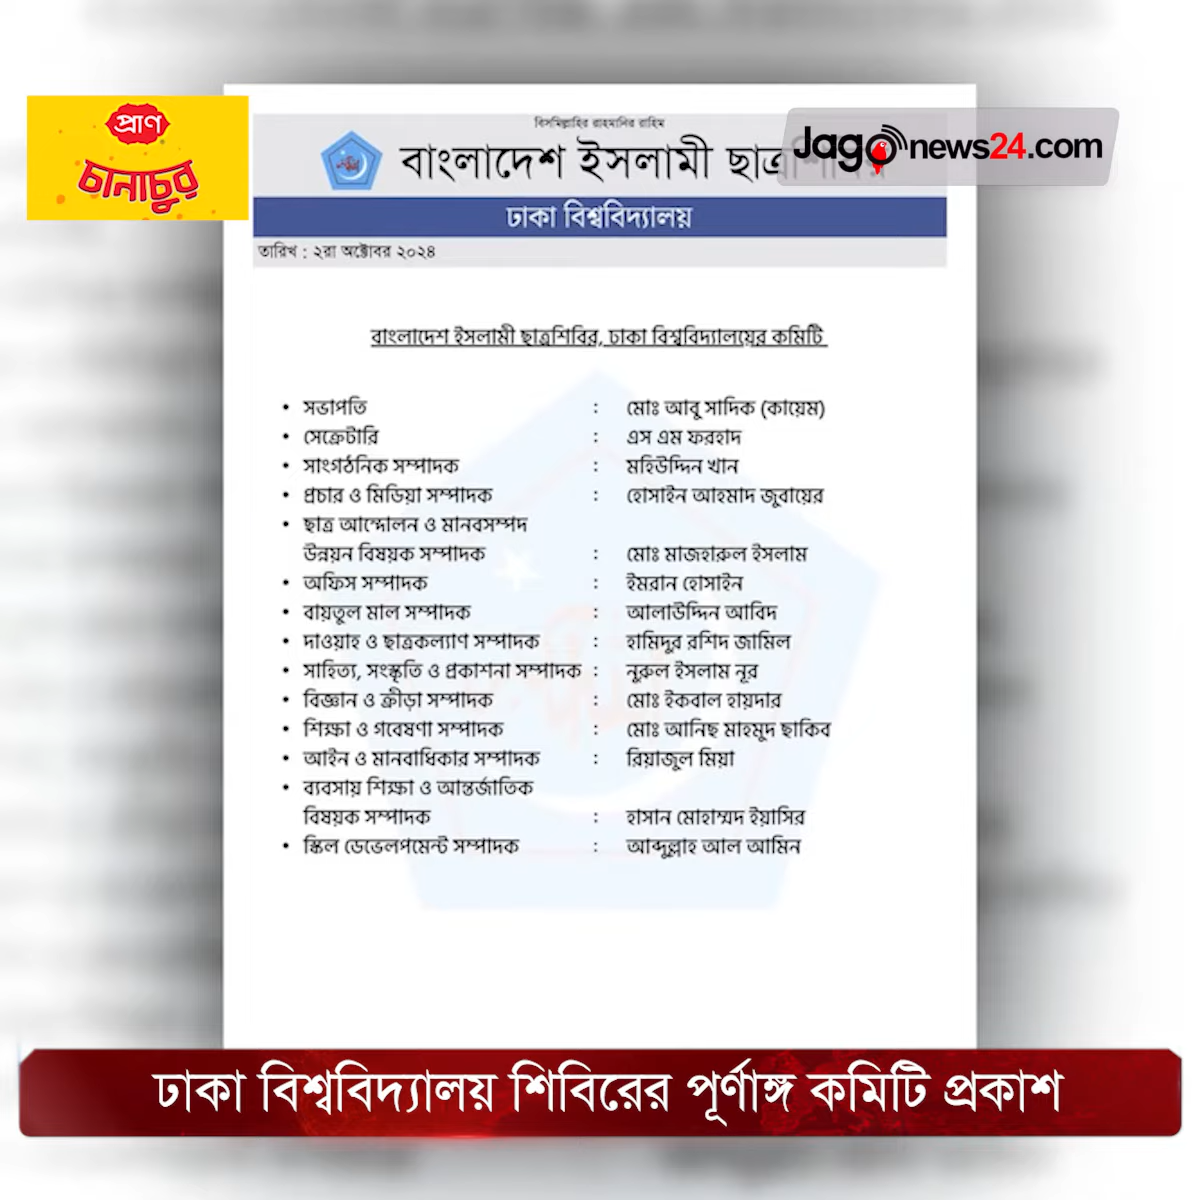 বিসমিল্লাহির রাহমানির রাহিম
প্রাণ
চানাচুর
Jagonews24.com
বাংলাদেশ ইসলামী ছাত্রশিবির
ঢাকা বিশ্ববিদ্যালয়
তারিখ : ২রা অক্টোবর ২০২৪
বাংলাদেশ ইসলামী ছাত্রশিবির, ঢাকা বিশ্ববিদ্যালয়ের কমিটি
• সভাপতি : মোঃ আবু সাদিক (কায়েম)
• সেক্রেটারি : এস এম ফরহাদ
• সাংগঠনিক সম্পাদক : মহিউদ্দিন খান
• প্রচার ও মিডিয়া সম্পাদক : হোসাইন আহমাদ জুবায়ের
• ছাত্র আন্দোলন ও মানবসম্পদ
উন্নয়ন বিষয়ক সম্পাদক : মোঃ মাজহারুল ইসলাম
• অফিস সম্পাদক : ইমরান হোসাইন
• বায়তুল মাল সম্পাদক : আলাউদ্দিন আবিদ
• দাওয়াহ ও ছাত্রকল্যাণ সম্পাদক : হামিদুর রশিদ জামিল
• সাহিত্য, সংস্কৃতি ও প্রকাশনা সম্পাদক : নুরুল ইসলাম নূর
• বিজ্ঞান ও ক্রীড়া সম্পাদক : মোঃ ইকবাল হায়দার
• শিক্ষা ও গবেষণা সম্পাদক : মোঃ আনিছ মাহমুদ ছাকিব
• আইন ও মানবাধিকার সম্পাদক : রিয়াজুল মিয়া
• ব্যবসায় শিক্ষা ও আন্তর্জাতিক
বিষয়ক সম্পাদক : হাসান মোহাম্মদ ইয়াসির
• স্কিল ডেভেলপমেন্ট সম্পাদক : আব্দুল্লাহ আল আমিন
ঢাকা বিশ্ববিদ্যালয় শিবিরের পূর্ণাঙ্গ কমিটি প্রকাশ